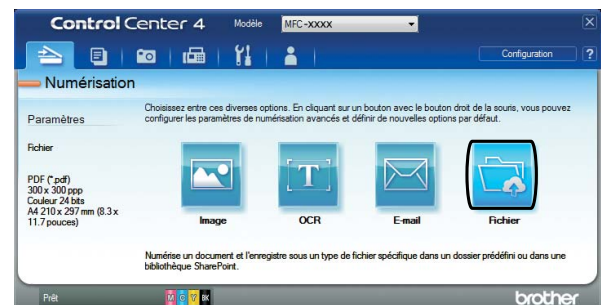 Control Center 4 Modèle MFC-XXXX
Configuration ?
Numérisation
Choisissez entre ces diverses options. En cliquant sur un bouton avec le bouton droit de la souris, vous pouvez
configurer les paramètres de numérisation avancés et définir de nouvelles options par défaut.
Paramètres
Fichier
PDF (*.pdf)
300 x 300 ppp
Couleur 24 bits
A4 210 x 297 mm (8.3 x
11.7 pouces)
[T]
Image OCR E-mail Fichier
Numérise un document et l'enregistre sous un type de fichier spécifique dans un dossier prédéfini ou dans une
bibliothèque SharePoint.
Prêt M C Y BK brother